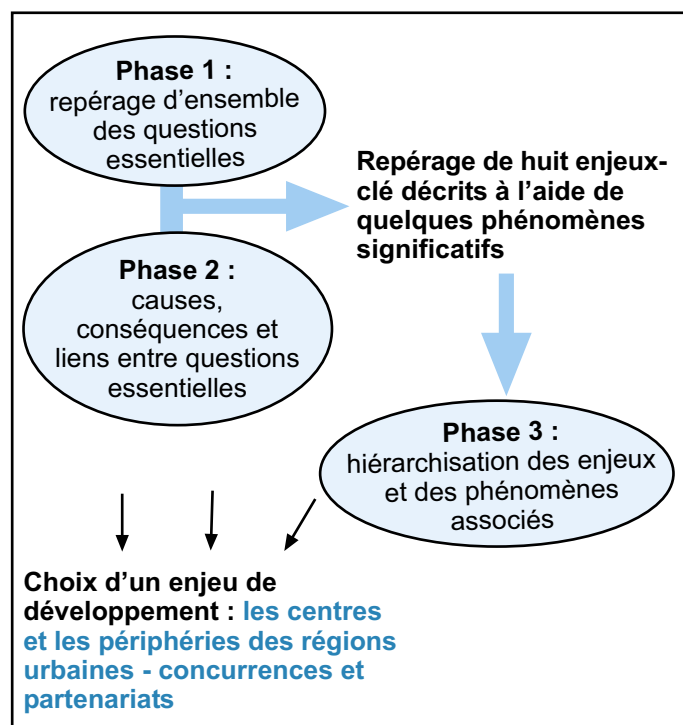 Phase 1 :
repérage d'ensemble
des questions
essentielles
Repérage de huit enjeux-
clé décrits à l'aide de
quelques phénomènes
significatifs
Phase 2 :
causes,
conséquences et
liens entre questions
essentielles
Phase 3 :
hiérarchisation des enjeux
et des phénomènes
associés
Choix d'un enjeu de
développement : les centres
et les périphéries des régions
urbaines - concurrences et
partenariats